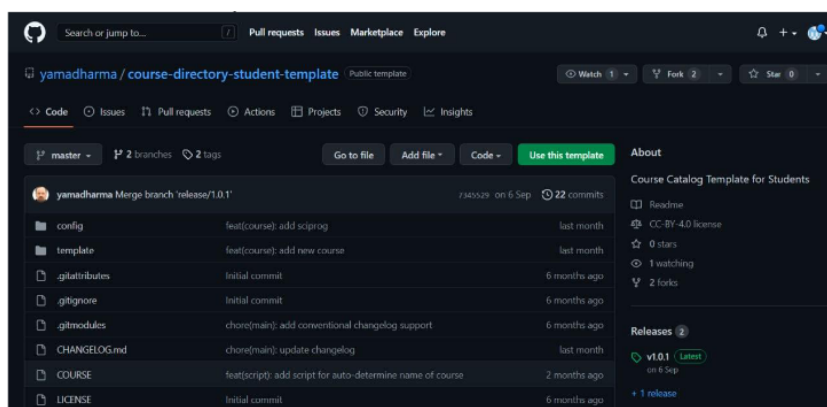 Search or jump to... / Pull requests Issues Marketplace Explore
yamadharma / course-directory-student-template Public template
Watch 1 Fork 2 Star 0
Code Issues Pull requests Actions Projects Security Insights
master 2 branches 2 tags Go to file Add file Code Use this template
yamadharma Merge branch 'release/1.0.1' 7345529 on 6 Sep 22 commits
config feat(course): add sciprog last month
template feat(course): add new course last month
.gitattributes Initial commit 6 months ago
.gitignore Initial commit 6 months ago
.gitmodules chore(main): add conventional changelog support 6 months ago
CHANGELOG.md chore(main): update changelog last month
COURSE feat(script): add script for auto-determine name of course 2 months ago
LICENSE Initial commit 6 months ago
About
Course Catalog Template for Students
Readme
CC-BY-4.0 license
0 stars
1 watching
2 forks
Releases 2
v1.0.1 Latest
on 6 Sep
+ 1 release